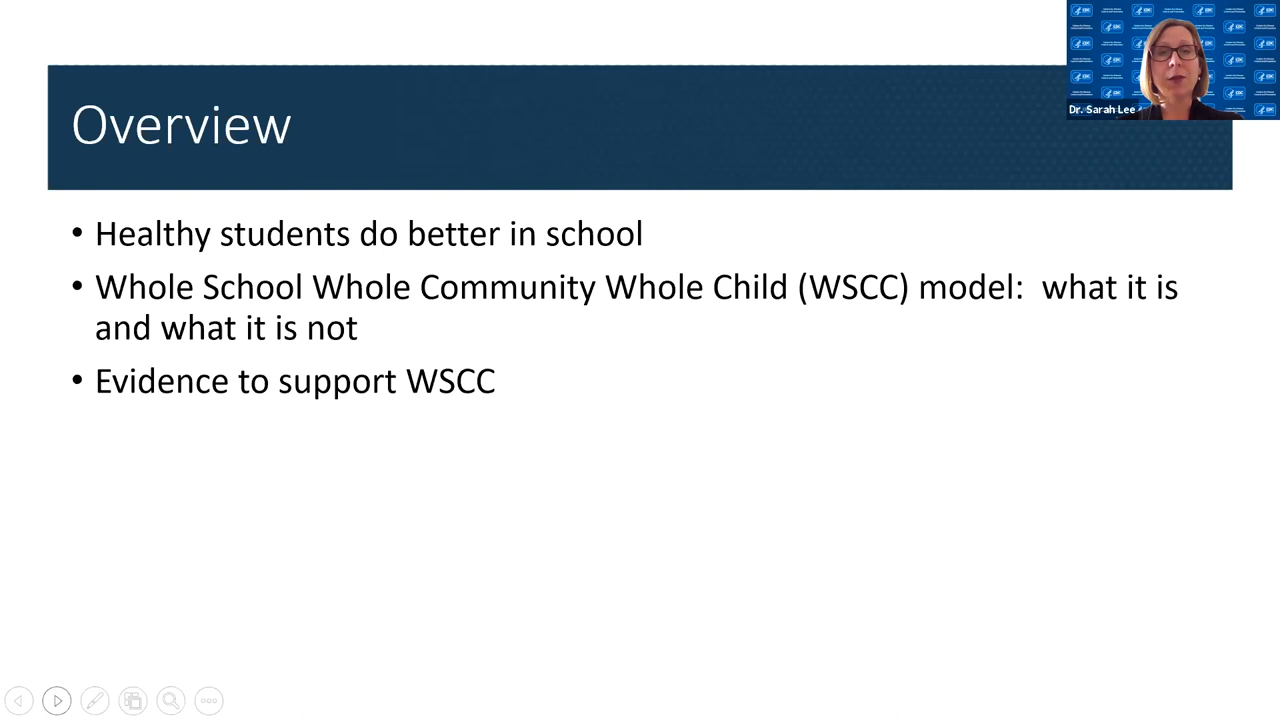 Dr. Sarah Lee
CDC
Overview
• Healthy students do better in school
• Whole School Whole Community Whole Child (WSCC) model:  what it is
and what it is not
• Evidence to support WSCC